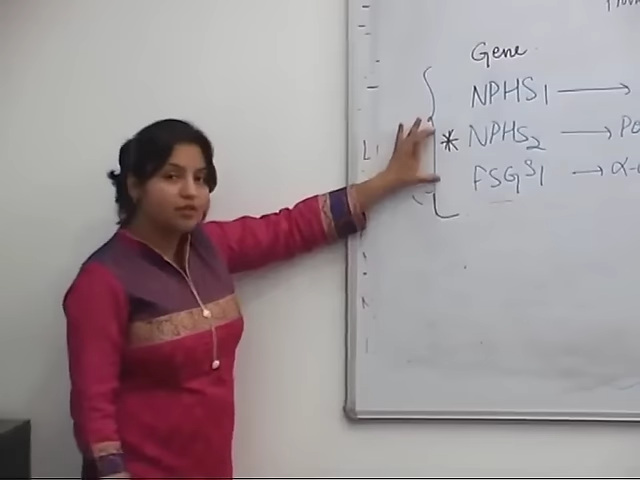 Gene
NPHS1 →
* NPHS2 → Po
FSGS1 → α-